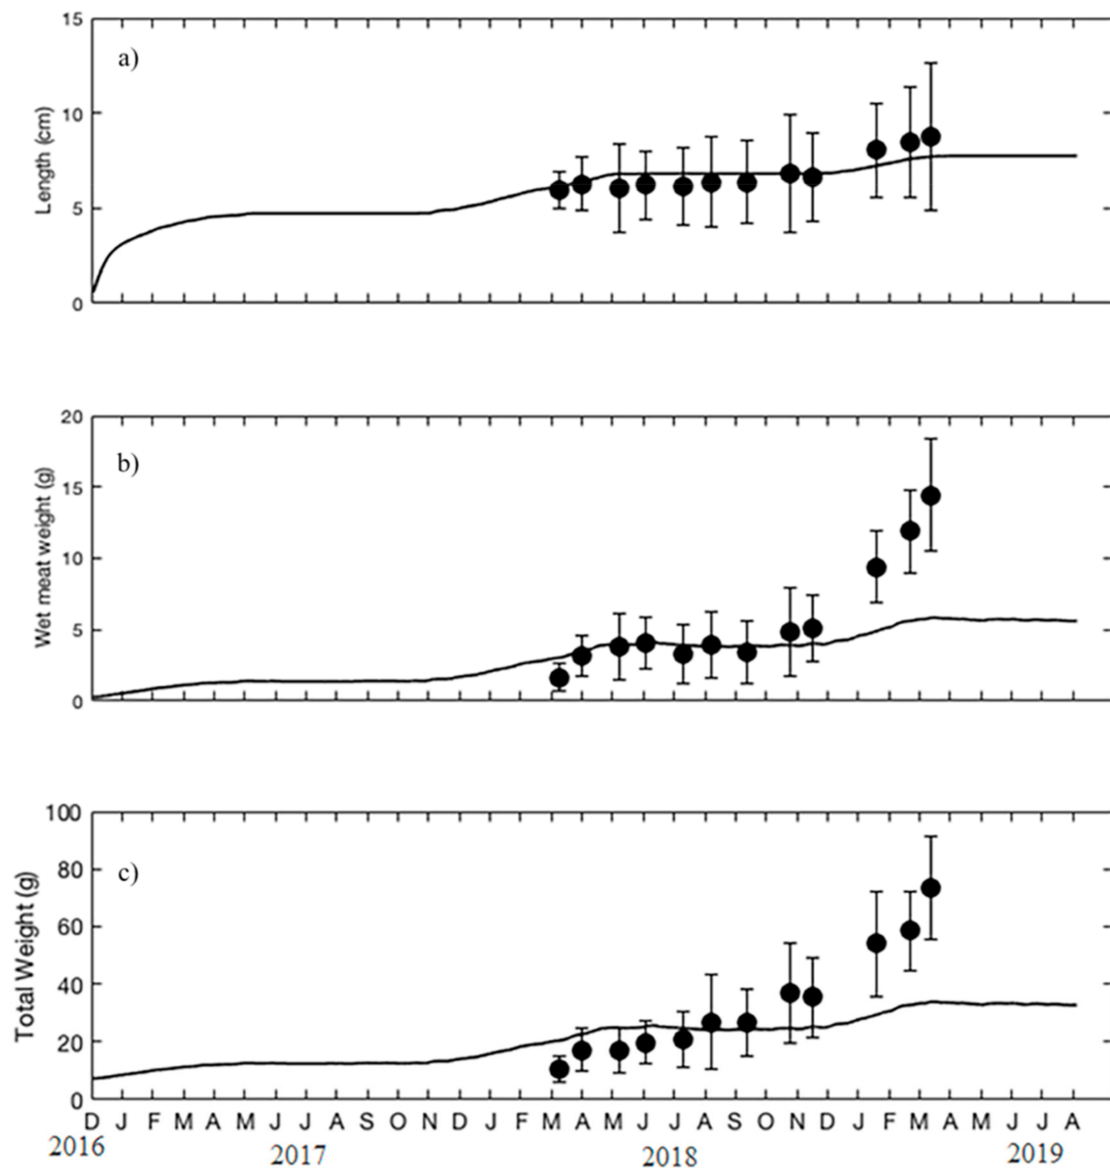 15
a)
10
Length (cm)
5
0
20
b)
15
Wet meat weight (g)
10
5
0
100
c)
80
60
Total Weight (g)
40
20
0
D J F M A M J J A S O N D J F M A M J J A S O N D J F M A M J J A
2016 2017 2018 2019